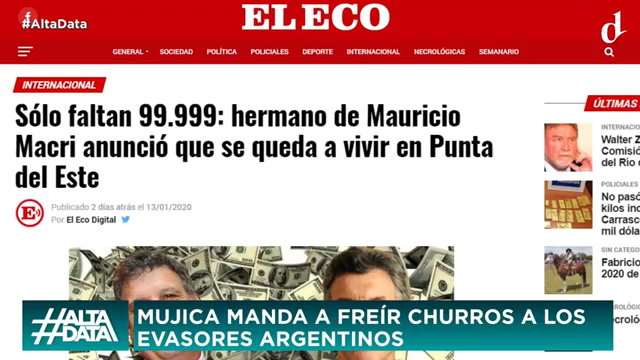 #AltaData
EL ECO
d
GENERAL
SOCIEDAD
POLÍTICA
POLICIALES
DEPORTE
INTERNACIONAL
NECROLÓGICAS
SEMANARIO
INTERNACIONAL
Sólo faltan 99.999: hermano de Mauricio
Macri anunció que se queda a vivir en Punta
del Este
Publicado 2 días atrás el 13/01/2020
Por El Eco Digital
ÚLTIMAS
INTERNACIO
Walter Z
Comisió
del Río d
POLICIALES
No pasó
kilos inc
Carrasc
mil dóla
SIN CATEGO
Fabricio
2020 de
ecroló
#ALTA
DATA
MUJICA MANDA A FREÍR CHURROS A LOS
EVASORES ARGENTINOS